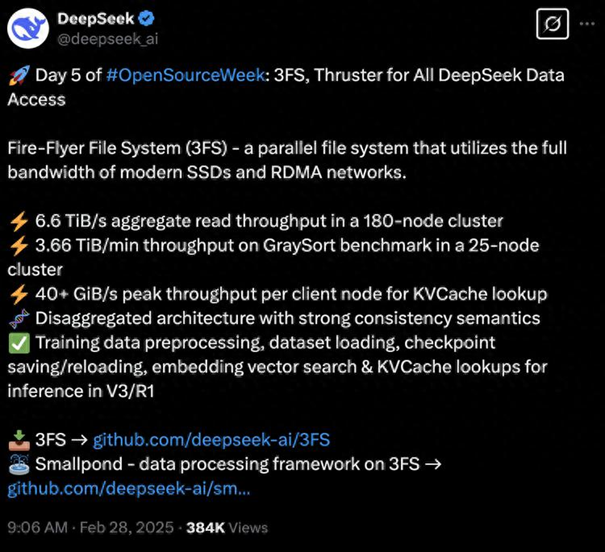 DeepSeek
@deepseek_ai
🚀 Day 5 of #OpenSourceWeek: 3FS, Thruster for All DeepSeek Data
Access
Fire-Flyer File System (3FS) - a parallel file system that utilizes the full
bandwidth of modern SSDs and RDMA networks.
⚡ 6.6 TiB/s aggregate read throughput in a 180-node cluster
⚡ 3.66 TiB/min throughput on GraySort benchmark in a 25-node
cluster
⚡ 40+ GiB/s peak throughput per client node for KVCache lookup
🧬 Disaggregated architecture with strong consistency semantics
✅ Training data preprocessing, dataset loading, checkpoint
saving/reloading, embedding vector search & KVCache lookups for
inference in V3/R1
📥 3FS → github.com/deepseek-ai/3FS
⛲ Smallpond - data processing framework on 3FS →
github.com/deepseek-ai/sm...
9:06 AM · Feb 28, 2025 · 384K Views